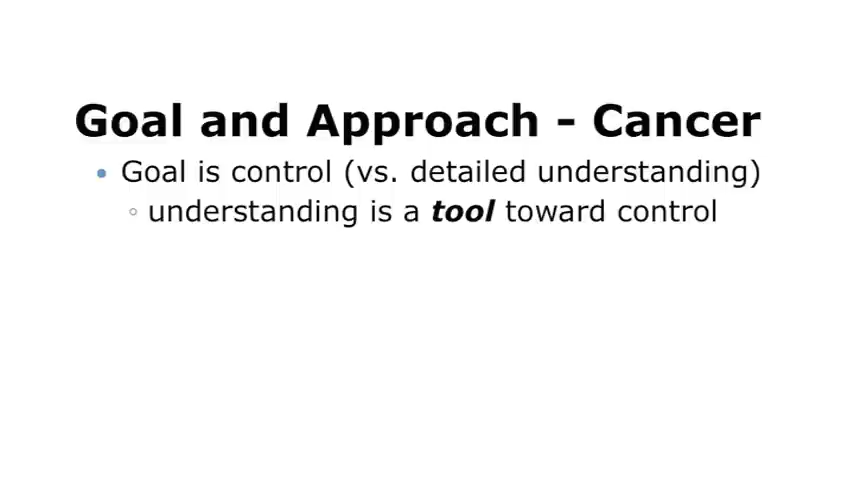 Goal and Approach - Cancer
• Goal is control (vs. detailed understanding)
◦ understanding is a tool toward control